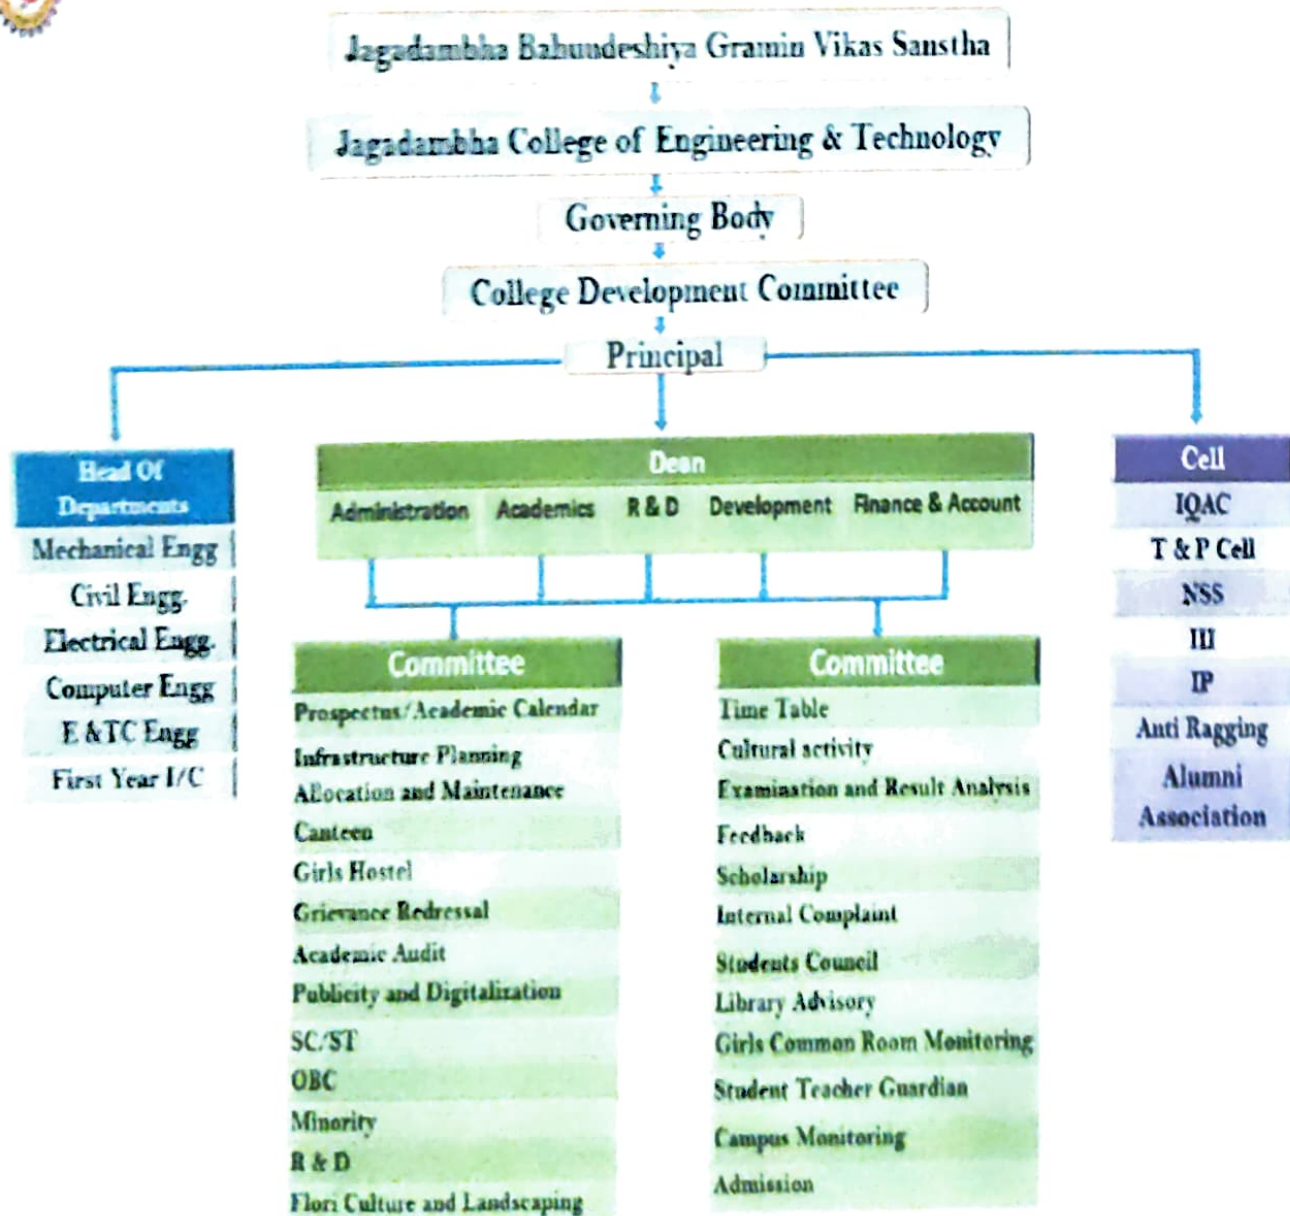 Jagadambha Bahuudeshiya Gramin Vikas Sanstha
Jagadambha College of Engineering & Technology
Governing Body
College Development Committee
Principal
Head Of
Departments
Mechanical Engg
Civil Engg.
Electrical Engg.
Computer Engg
E &TC Engg
First Year I/C
Dean
Administration Academics R & D Development Finance & Account
Committee
Prospectus/Academic Calendar
Infrastructure Planning
Allocation and Maintenance
Canteen
Girls Hostel
Grievance Redressal
Academic Audit
Publicity and Digitalization
SC/ST
OBC
Minority
R & D
Flori Culture and Landscaping
Committee
Time Table
Cultural activity
Examination and Result Analysis
Feedback
Scholarship
Internal Complaint
Students Council
Library Advisory
Girls Common Room Monitoring
Student Teacher Guardian
Campus Monitoring
Admission
Cell
IQAC
T & P Cell
NSS
III
IP
Anti Ragging
Alumni
Association